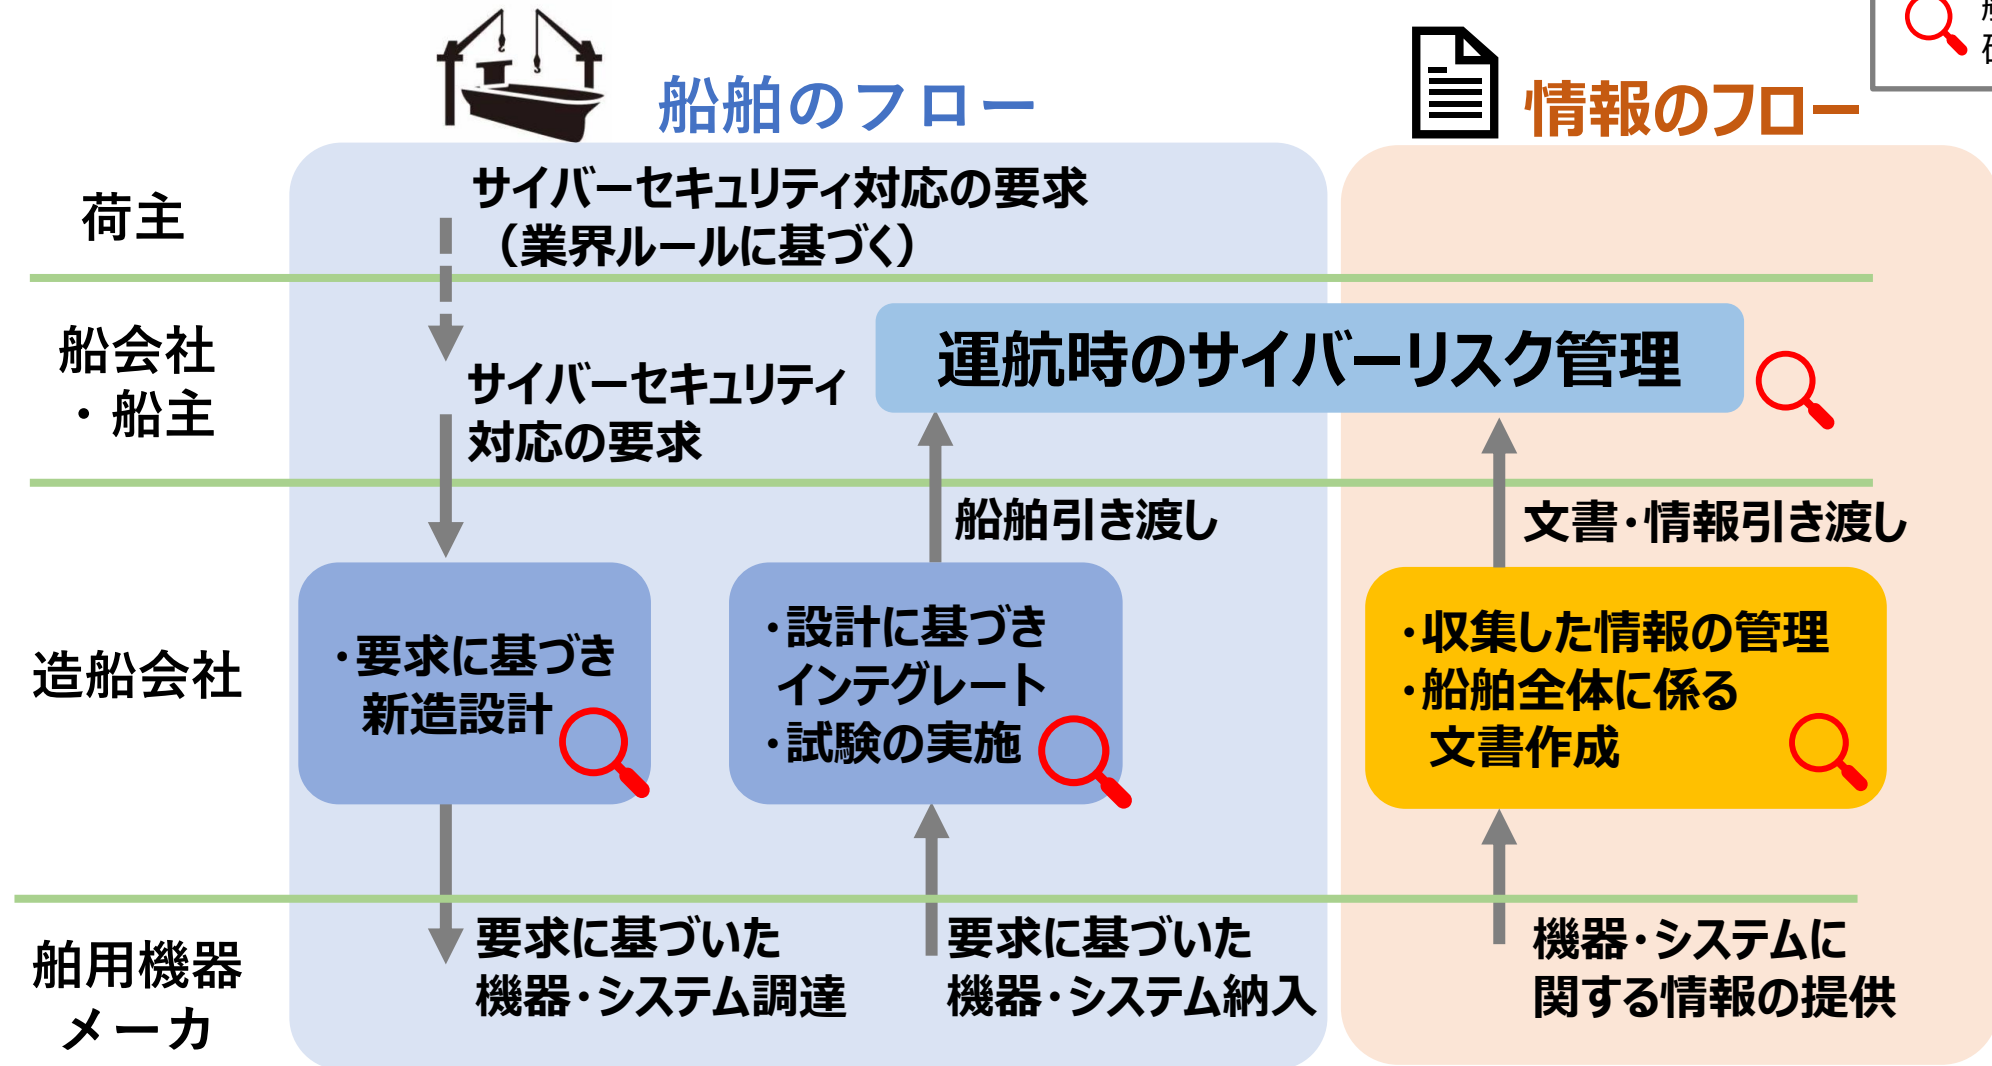 船舶のフロー
情報のフロー
荷主
サイバーセキュリティ対応の要求
（業界ルールに基づく）
船会社
・船主
サイバーセキュリティ
対応の要求
運航時のサイバーリスク管理
船舶引き渡し
文書・情報引き渡し
造船会社
・要求に基づき
新造設計
・設計に基づき
インテグレート
・試験の実施
・収集した情報の管理
・船舶全体に係る
文書作成
舶用機器
メーカ
要求に基づいた
機器・システム調達
要求に基づいた
機器・システム納入
機器・システムに
関する情報の提供